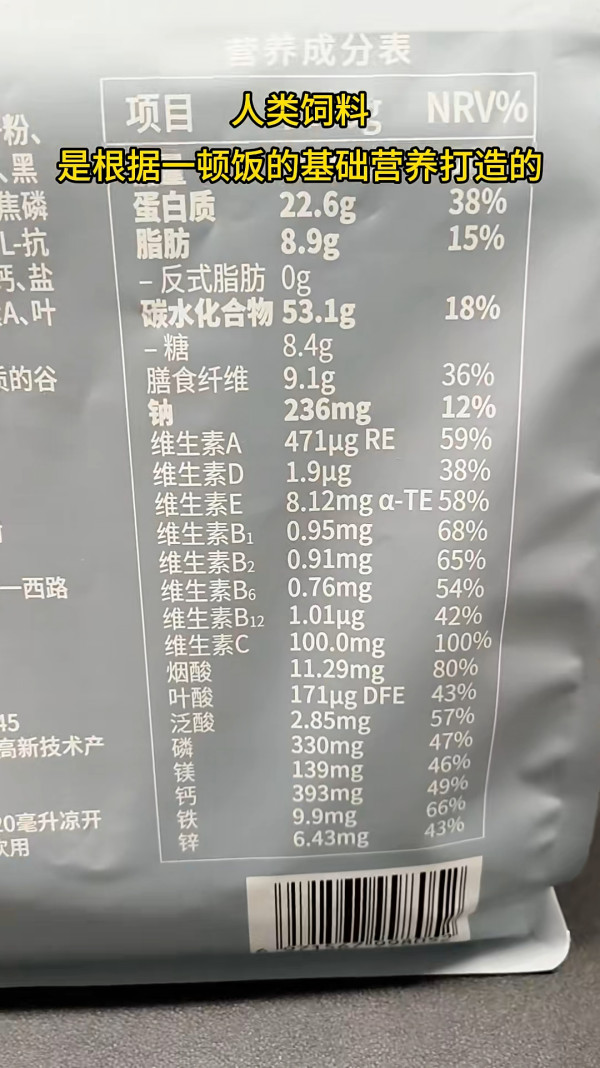 营养成分表
项目 人类饲料 g NRV%
是根据一顿饭的基础营养打造的
粉、
、黑
焦磷
L-抗
钙、盐
A、叶
质的谷
一西路
45
高新技术产
20毫升凉开
饮用
蛋白质 22.6g 38%
脂肪 8.9g 15%
– 反式脂肪 0g
碳水化合物 53.1g 18%
– 糖 8.4g
膳食纤维 9.1g 36%
钠 236mg 12%
维生素A 471µg RE 59%
维生素D 1.9µg 38%
维生素E 8.12mg α-TE 58%
维生素B₁ 0.95mg 68%
维生素B₂ 0.91mg 65%
维生素B₆ 0.76mg 54%
维生素B₁₂ 1.01µg 42%
维生素C 100.0mg 100%
烟酸 11.29mg 80%
叶酸 171µg DFE 43%
泛酸 2.85mg 57%
磷 330mg 47%
镁 139mg 46%
钙 393mg 49%
铁 9.9mg 66%
锌 6.43mg 43%